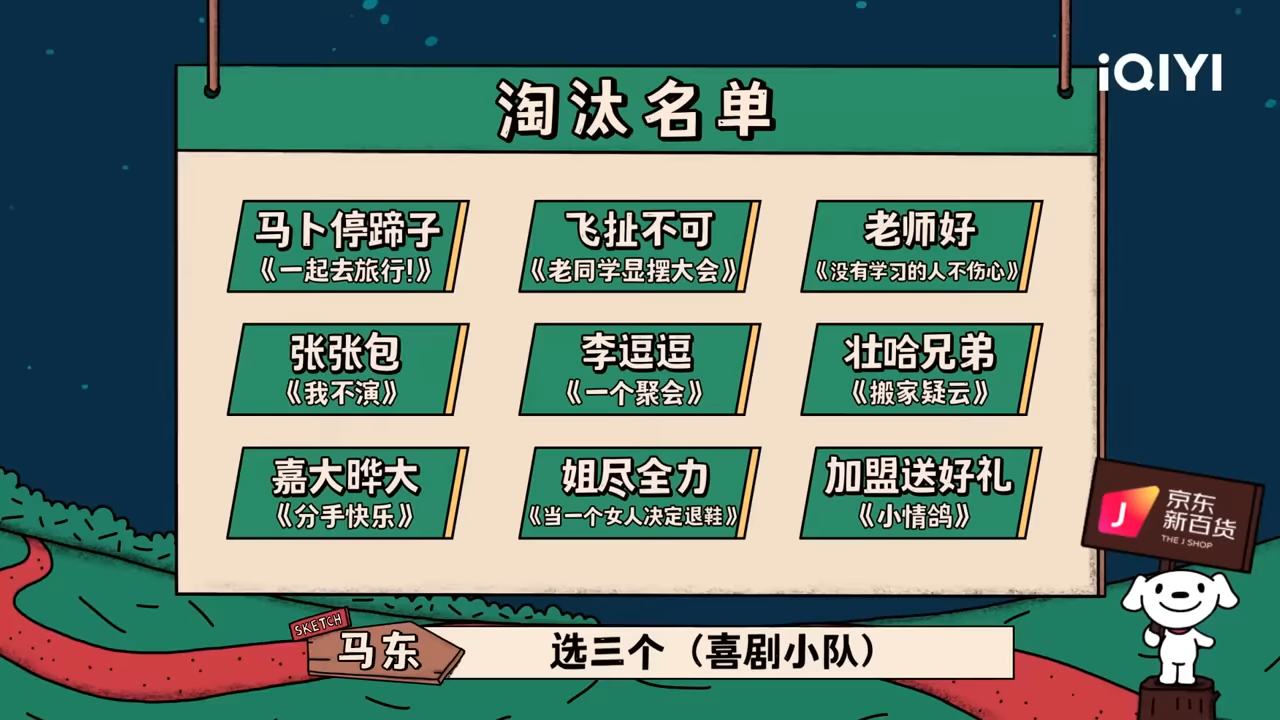 iQIYI
淘汰名单
马卜停蹄子
《一起去旅行!》
飞扯不可
《老同学显摆大会》
老师好
《没有学习的人不伤心》
张张包
《我不演》
李逗逗
《一个聚会》
壮哈兄弟
《搬家疑云》
嘉大晔大
《分手快乐》
姐尽全力
《当一个女人决定退鞋》
加盟送好礼
《小情鸽》
J
京东
新百货
THE J SHOP
SKETCH
马东
选三个（喜剧小队）